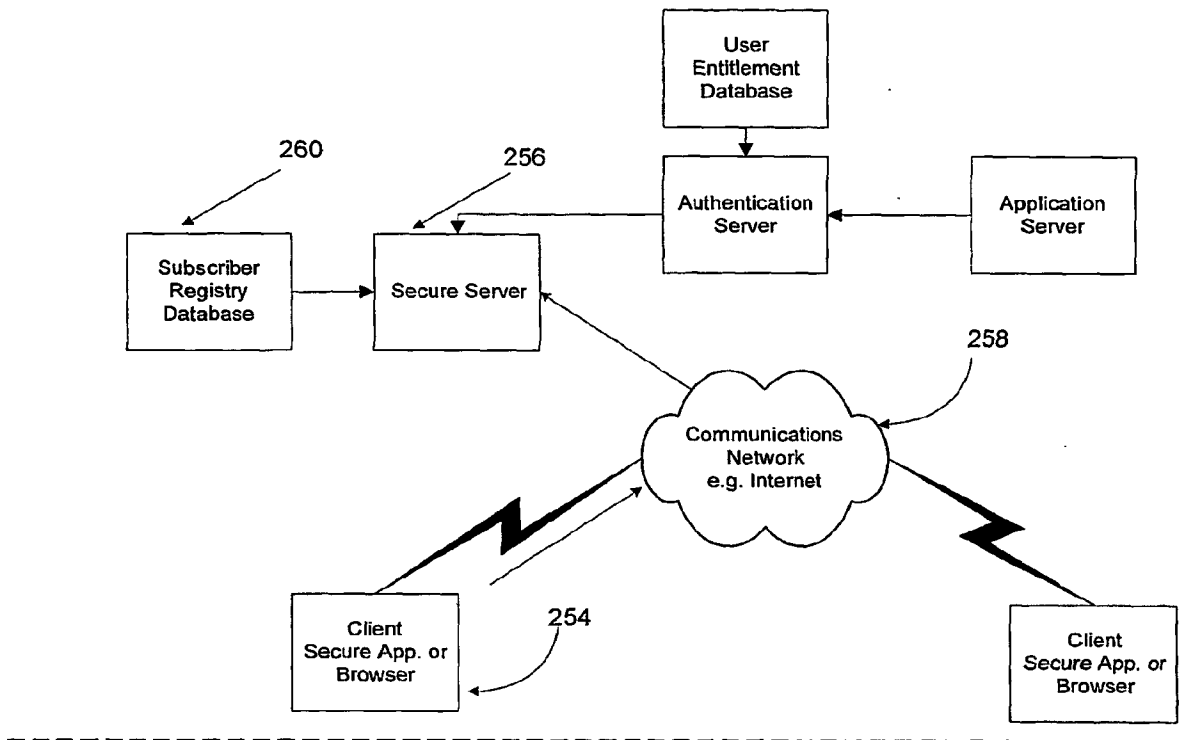 User
Entitlement
Database
260
256
Authentication
Server
Application
Server
Subscriber
Registry
Database
Secure Server
258
Communications
Network
e.g. Internet
254
Client
Secure App. or
Browser
Client
Secure App. or
Browser